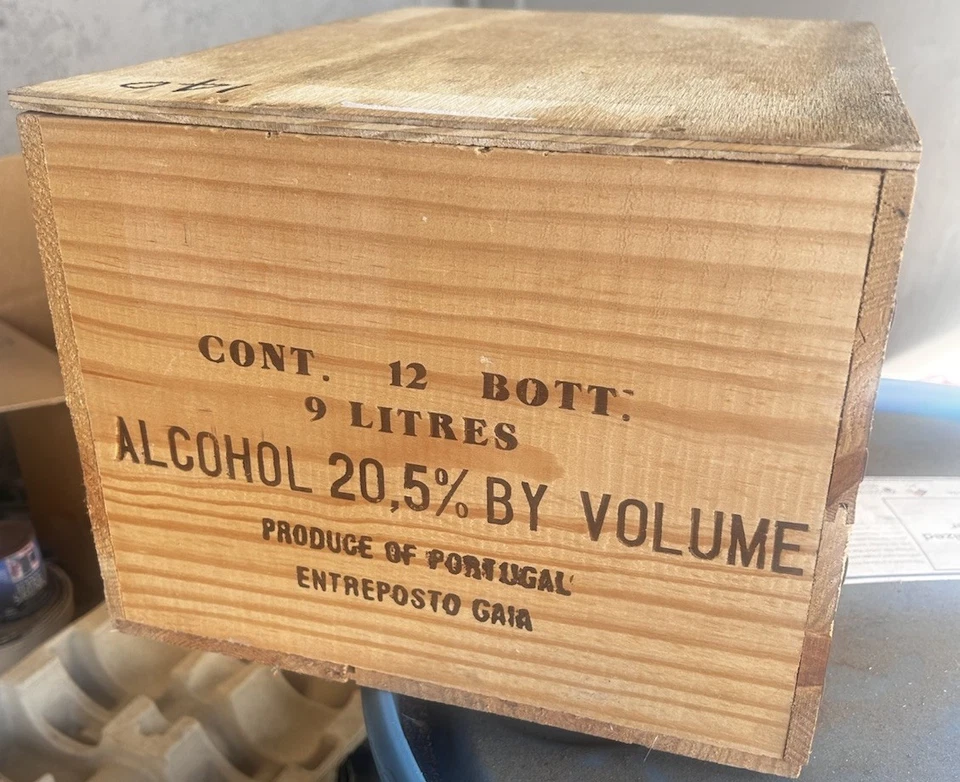 CONT. 12 BOTT.
9 LITRES
ALCOHOL 20,5% BY VOLUME
PRODUCE OF PORTUGAL
ENTREPOSTO GAIA